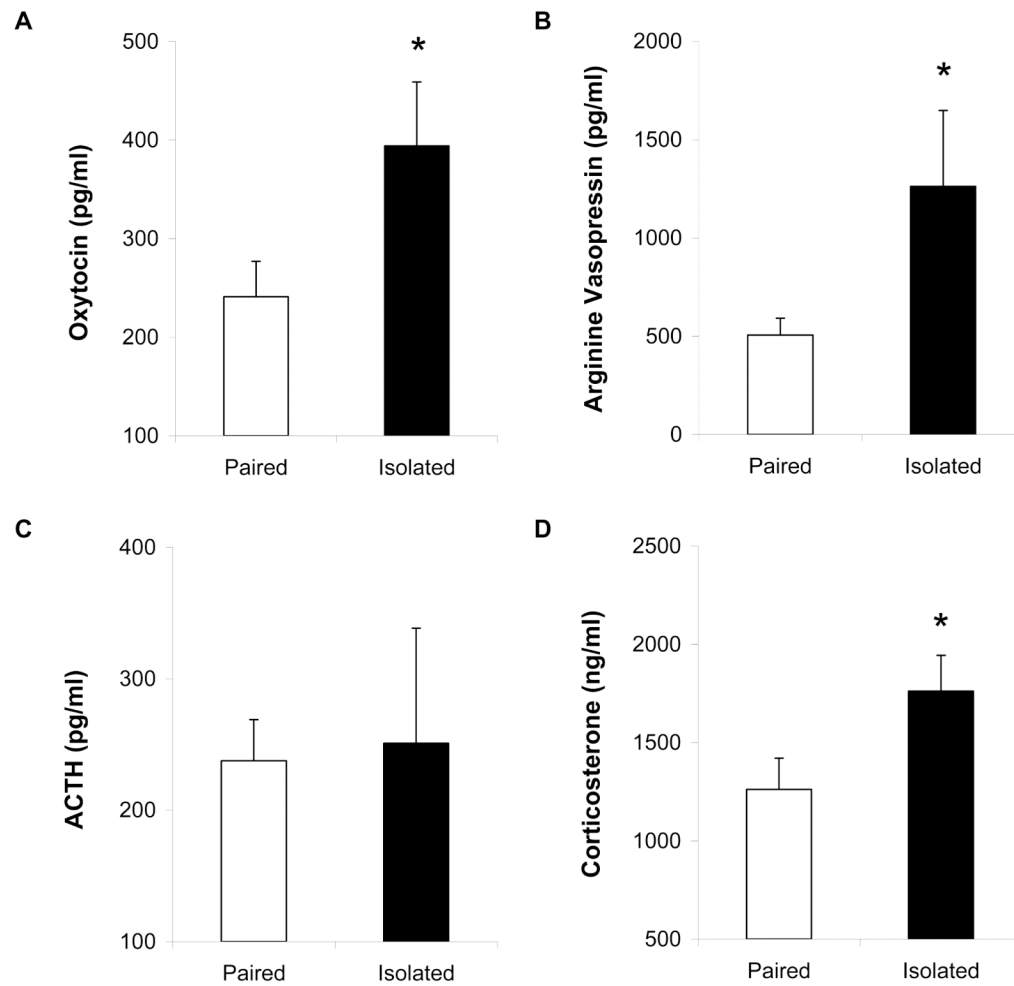 A
Oxytocin (pg/ml)
500
400
300
200
100
*
Paired
Isolated
B
Arginine Vasopressin (pg/ml)
2000
1500
1000
500
0
*
Paired
Isolated
C
ACTH (pg/ml)
400
300
200
100
Paired
Isolated
D
Corticosterone (ng/ml)
2500
2000
1500
1000
500
*
Paired
Isolated